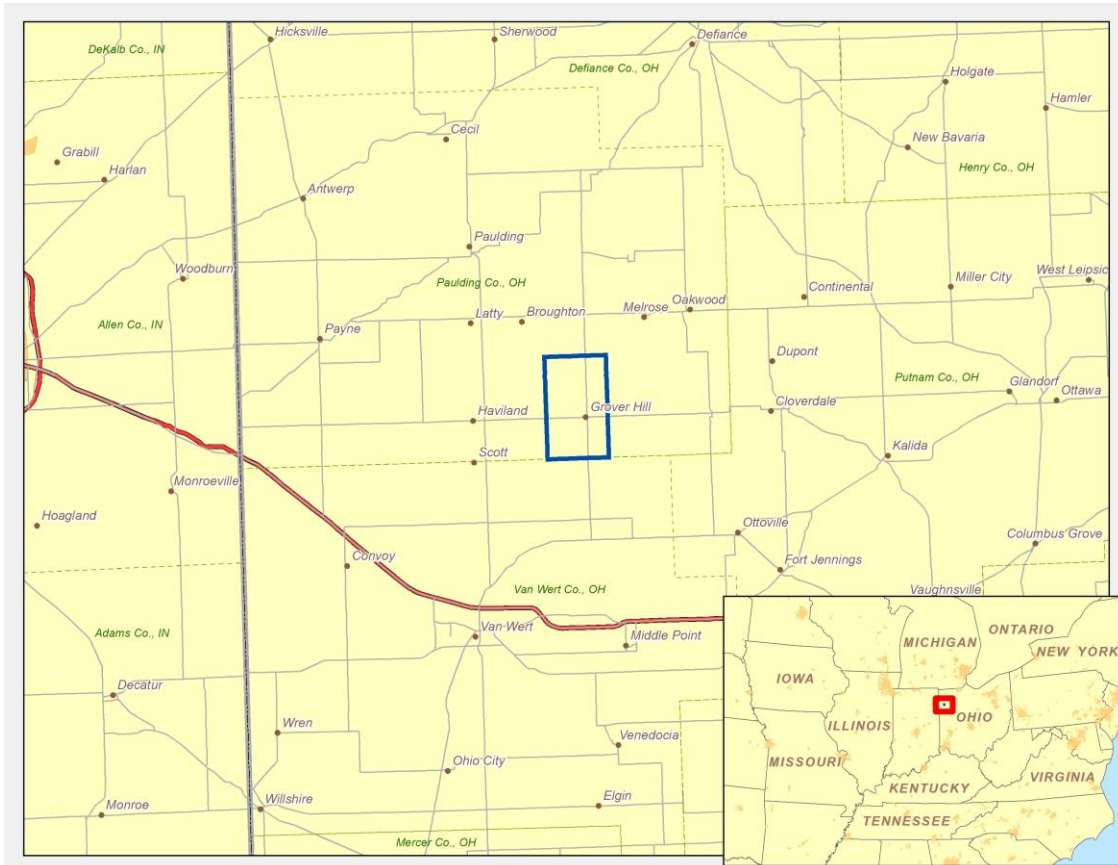 Hicksville
Sherwood
Defiance
DeKalb Co., IN
Defiance Co., OH
Holgate
Hamler
Cecil
New Bavaria
Grabill
Harlan
Henry Co., OH
Antwerp
Paulding
Woodburn
Paulding Co., OH
Continental
Miller City
West Leipsic
Melrose
Oakwood
Latty
Broughton
Allen Co., IN
Payne
Dupont
Putnam Co., OH
Glandorf
Ottawa
Haviland
Grover Hill
Cloverdale
Scott
Kalida
Monroeville
Hoagland
Ottoville
Columbus Grove
Convoy
Fort Jennings
Van Wert Co., OH
Vaughnsville
Adams Co., IN
Van Wert
Middle Point
Decatur
Wren
Venedocia
Ohio City
Monroe
Willshire
Elgin
Mercer Co., OH
MICHIGAN
ONTARIO
NEW YORK
IOWA
ILLINOIS
OHIO
MISSOURI
KENTUCKY
VIRGINIA
TENNESSEE